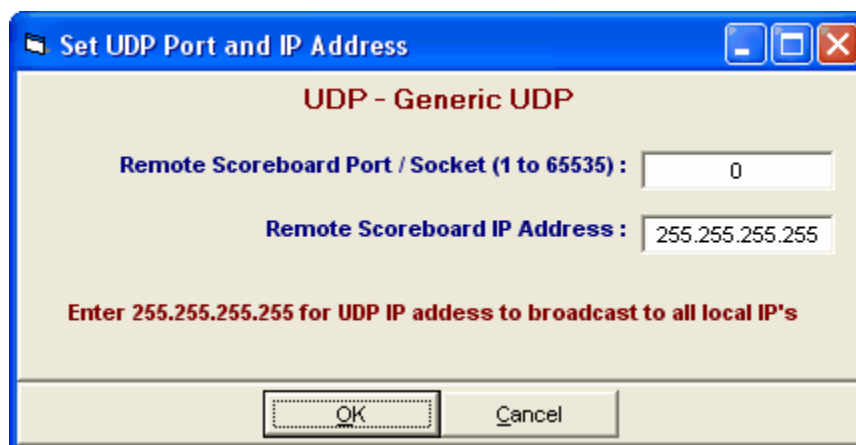 Set UDP Port and IP Address
UDP - Generic UDP
Remote Scoreboard Port / Socket (1 to 65535) : 0
Remote Scoreboard IP Address : 255.255.255.255
Enter 255.255.255.255 for UDP IP addess to broadcast to all local IP's
OK Cancel